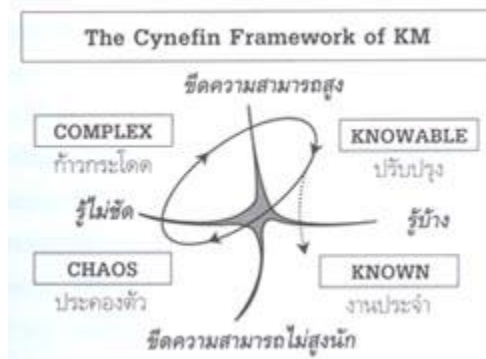 The Cynefin Framework of KM
ขีดความสามารถสูง
COMPLEX
ก้าวกระโดด
KNOWABLE
ปรับปรุง
รู้ไม่ชัด
รู้บ้าง
CHAOS
ประคองตัว
KNOWN
งานประจำ
ขีดความสามารถไม่สูงนัก